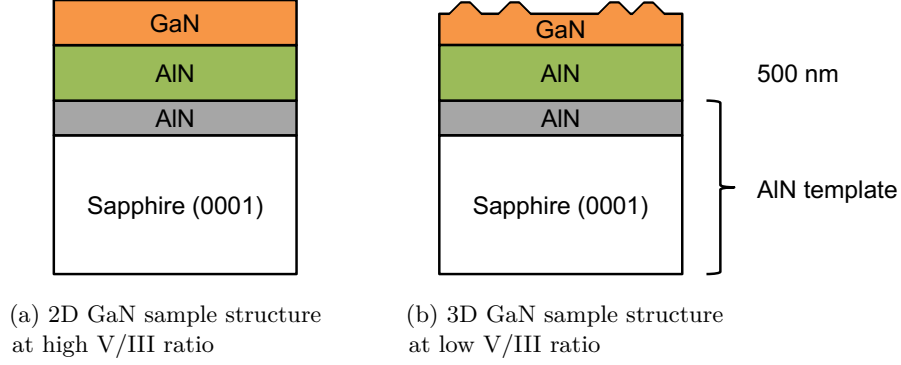 GaN
AlN
AlN
Sapphire (0001)
(a) 2D GaN sample structure
at high V/III ratio
GaN
AlN
AlN
Sapphire (0001)
500 nm
AlN template
(b) 3D GaN sample structure
at low V/III ratio